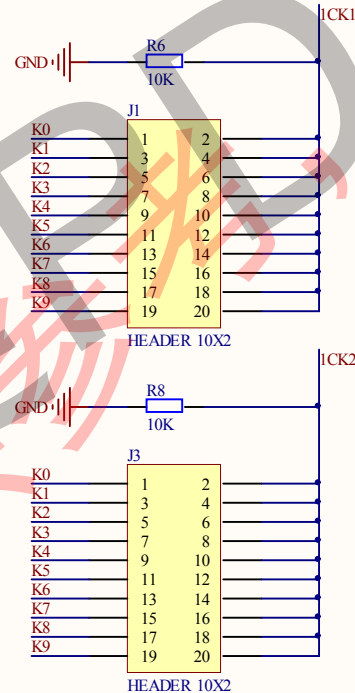 1CK1
R6
GND
10K
J1
K0 1 2
K1 3 4
K2 5 6
K3 7 8
K4 9 10
K5 11 12
K6 13 14
K7 15 16
K8 17 18
K9 19 20
HEADER 10X2
1CK2
R8
GND
10K
J3
K0 1 2
K1 3 4
K2 5 6
K3 7 8
K4 9 10
K5 11 12
K6 13 14
K7 15 16
K8 17 18
K9 19 20
HEADER 10X2